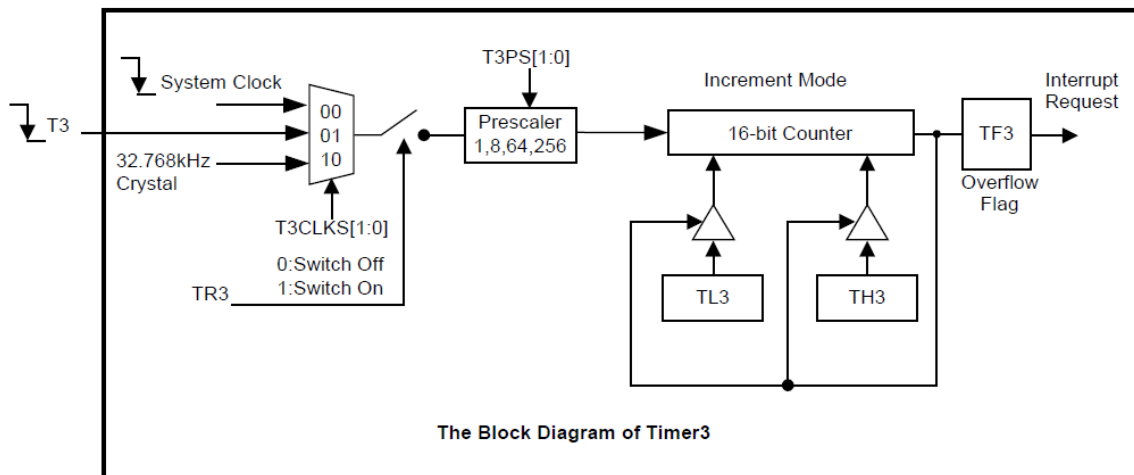 T3PS[1:0]
System Clock
Increment Mode
Interrupt
Request
00
01
10
T3
Prescaler
1,8,64,256
16-bit Counter
TF3
32.768kHz
Crystal
Overflow
Flag
T3CLKS[1:0]
0:Switch Off
1:Switch On
TR3
TL3
TH3
The Block Diagram of Timer3